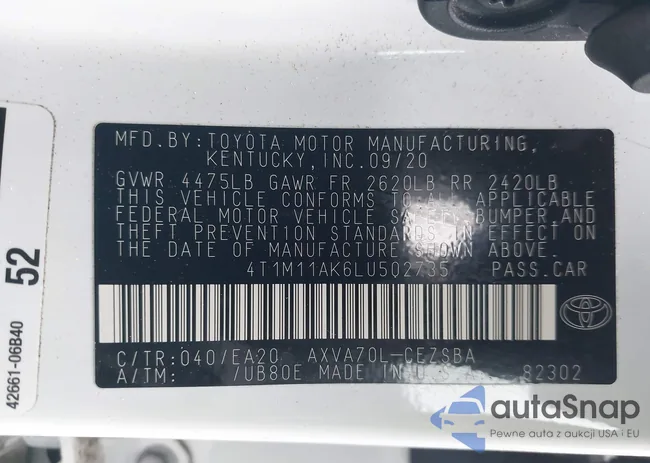 MFD.BY:TOYOTA MOTOR MANUFACTURING,
KENTUCKY,INC.09/20
GVWR 4475LB GAWR FR 2620LB RR 2420LB
THIS VEHICLE CONFORMS TO ALL APPLICABLE
FEDERAL MOTOR VEHICLE SAFETY,BUMPER AND
THEFT PREVENTION STANDARDS IN EFFECT ON
THE DATE OF MANUFACTURE SHOWN ABOVE.
4T1M11AK6LU502735 PASS.CAR
C/TR:040/EA20 AXVA70L-CEZSBA
A/TM: /UB80E MADE IN U 82302
52
42661-06B40
autaSnap
Pewne auta z aukcji USA i EU